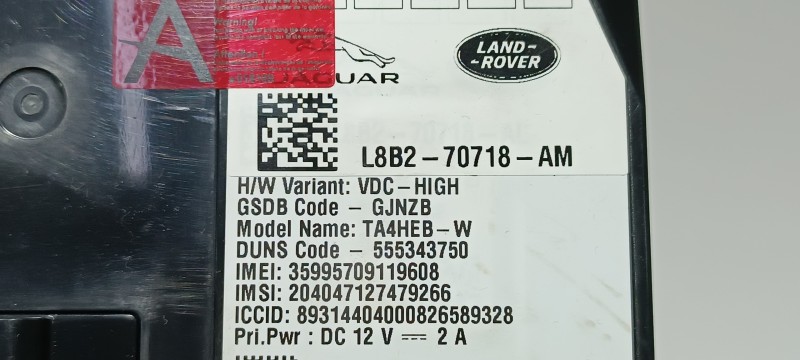 Warning!
A
JAGUAR
LAND-
-ROVER
L8B2-70718-AM
H/W Variant: VDC-HIGH
GSDB Code - GJNZB
Model Name: TA4HEB-W
DUNS Code - 555343750
IMEI: 35995709119608
IMSI: 204047127479266
ICCID: 89314404000826589328
Pri.Pwr : DC 12 V ⎓ 2 A